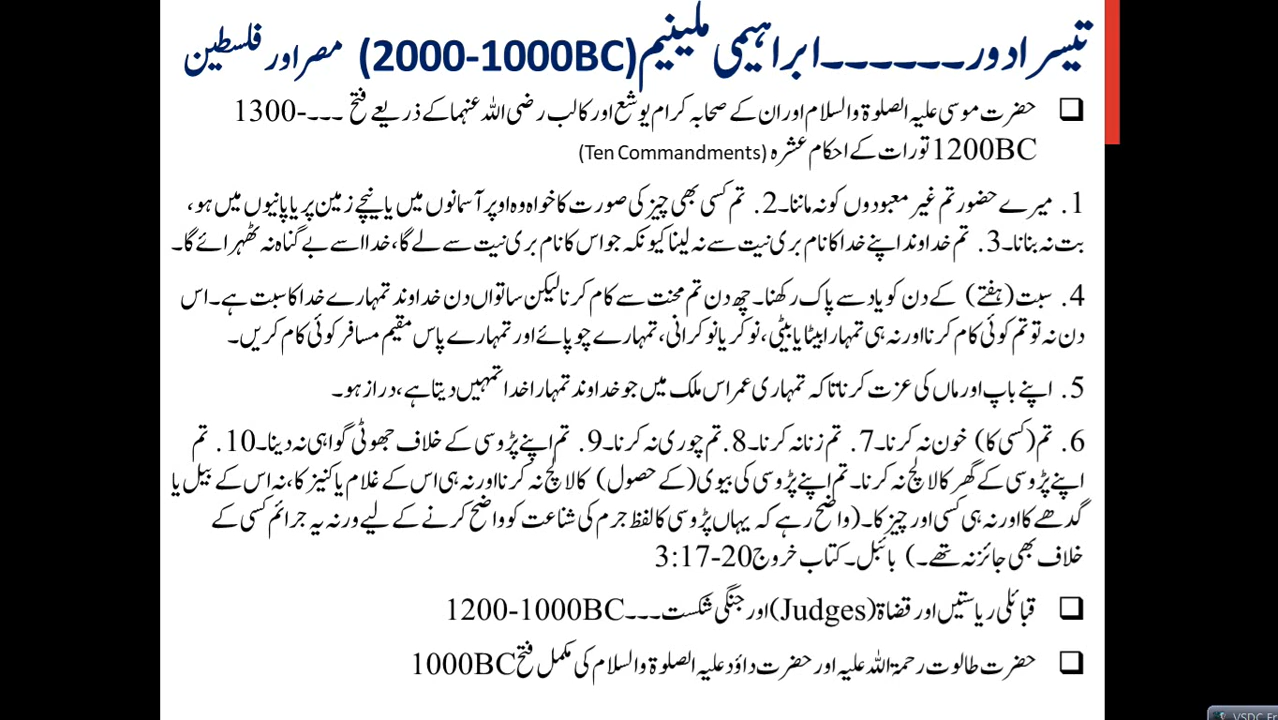 تیسرا دور۔۔۔۔۔۔ابراہیمی ملینیم (2000-1000BC) مصر اور فلسطین
❑ حضرت موسی علیہ الصلوۃ والسلام اور ان کے صحابہ کرام یوشع اور کالب رضی اللہ عنہما کے ذریعے فتح ۔۔۔-1300
1200BC تورات کے احکام عشرہ (Ten Commandments)
1. میرے حضور تم غیر معبودوں کو نہ ماننا۔2. تم کسی بھی چیز کی صورت کا خواہ وہ اوپر آسمانوں میں یا نیچے زمین پر یا پانیوں میں ہو،
بت نہ بنانا۔3. تم خداوند اپنے خدا کا نام بری نیت سے نہ لینا کیونکہ جو اس کا نام بری نیت سے لے گا، خدا اسے بے گناہ نہ ٹھہرائے گا۔
4. سبت (ہفتے) کے دن کو یاد سے پاک رکھنا۔ چھ دن تم محنت سے کام کرنا لیکن ساتواں دن خداوند تمہارے خدا کا سبت ہے۔ اس
دن نہ تو تم کوئی کام کرنا اور نہ ہی تمہارا بیٹا یا بیٹی، نوکر یا نوکرانی، تمہارے چوپائے اور تمہارے پاس مقیم مسافر کوئی کام کریں۔
5. اپنے باپ اور ماں کی عزت کرنا تاکہ تمہاری عمر اس ملک میں جو خداوند تمہارا خدا تمہیں دیتا ہے، دراز ہو۔
6. تم (کسی کا) خون نہ کرنا۔7. تم زنا نہ کرنا۔8. تم چوری نہ کرنا۔9. تم اپنے پڑوسی کے خلاف جھوٹی گواہی نہ دینا۔10. تم
اپنے پڑوسی کے گھر کا لالچ نہ کرنا۔ تم اپنے پڑوسی کی بیوی (کے حصول) کا لالچ نہ کرنا اور نہ ہی اس کے غلام یا کنیز کا، نہ اس کے بیل یا
گدھے کا اور نہ ہی کسی اور چیز کا۔ (واضح رہے کہ یہاں پڑوسی کا لفظ جرم کی شناعت کو واضح کرنے کے لیے ورنہ یہ جرائم کسی کے
خلاف بھی جائز نہ تھے۔) بائبل۔ کتاب خروج 20-3:17
❑ قبائلی ریاستیں اور قضاۃ (Judges) اور جنگی شکست ۔۔۔1200-1000BC
❑ حضرت طالوت رحمۃ اللہ علیہ اور حضرت داؤد علیہ الصلوۃ والسلام کی مکمل فتح 1000BC